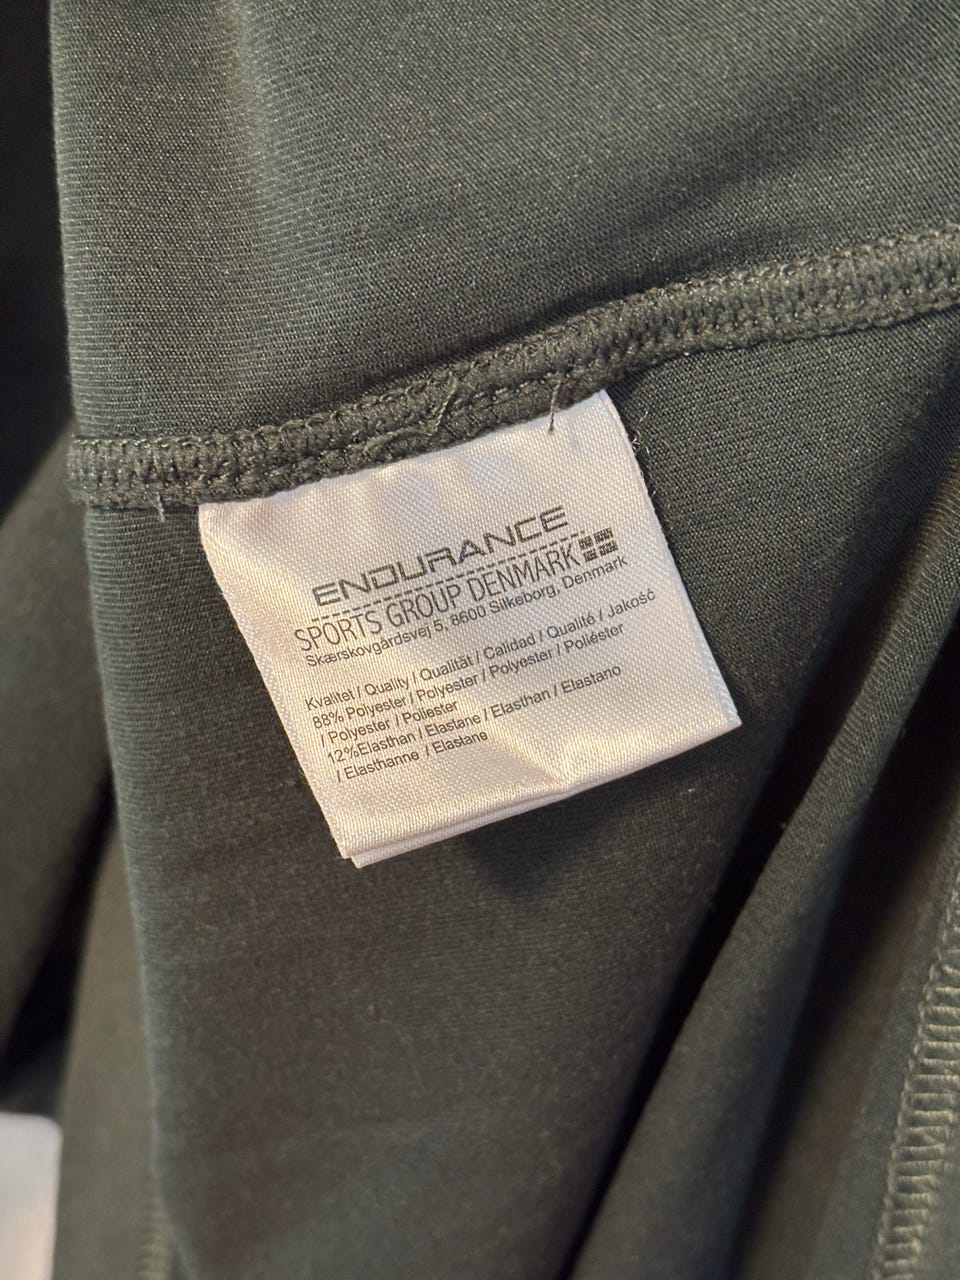 ENDURANCE
SPORTS GROUP DENMARK
Skærskovgårdsvej 5, 8600 Silkeborg, Denmark
Kvalitet / Quality / Qualität / Calidad / Qualité / Jakość
88% Polyester / Polyester / Polyester / Poliéster
/ Polyester / Poliester
12%Elasthan / Elastane / Elasthan / Elastano
/ Elasthanne / Elastane